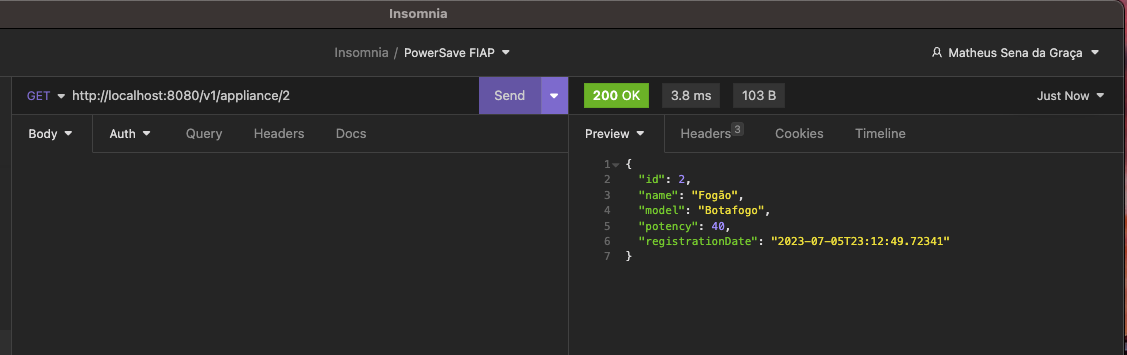 Insomnia
Insomnia / PowerSave FIAP
Matheus Sena da Graça
GET http://localhost:8080/v1/appliance/2 Send
200 OK 3.8 ms 103 B Just Now
Body Auth Query Headers Docs
Preview Headers 3 Cookies Timeline
1 {
2 "id": 2,
3 "name": "Fogão",
4 "model": "Botafogo",
5 "potency": 40,
6 "registrationDate": "2023-07-05T23:12:49.72341"
7 }